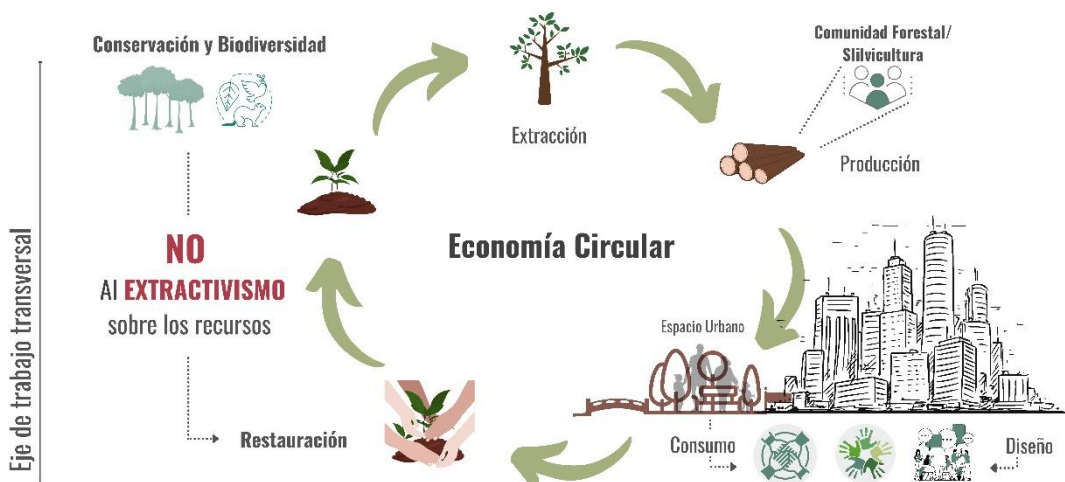 Conservación y Biodiversidad
Extracción
Comunidad Forestal/
Slilvicultura
Producción
Eje de trabajo transversal
NO
Al EXTRACTIVISMO
sobre los recursos
Economía Circular
Espacio Urbano
Restauración
Consumo
Diseño